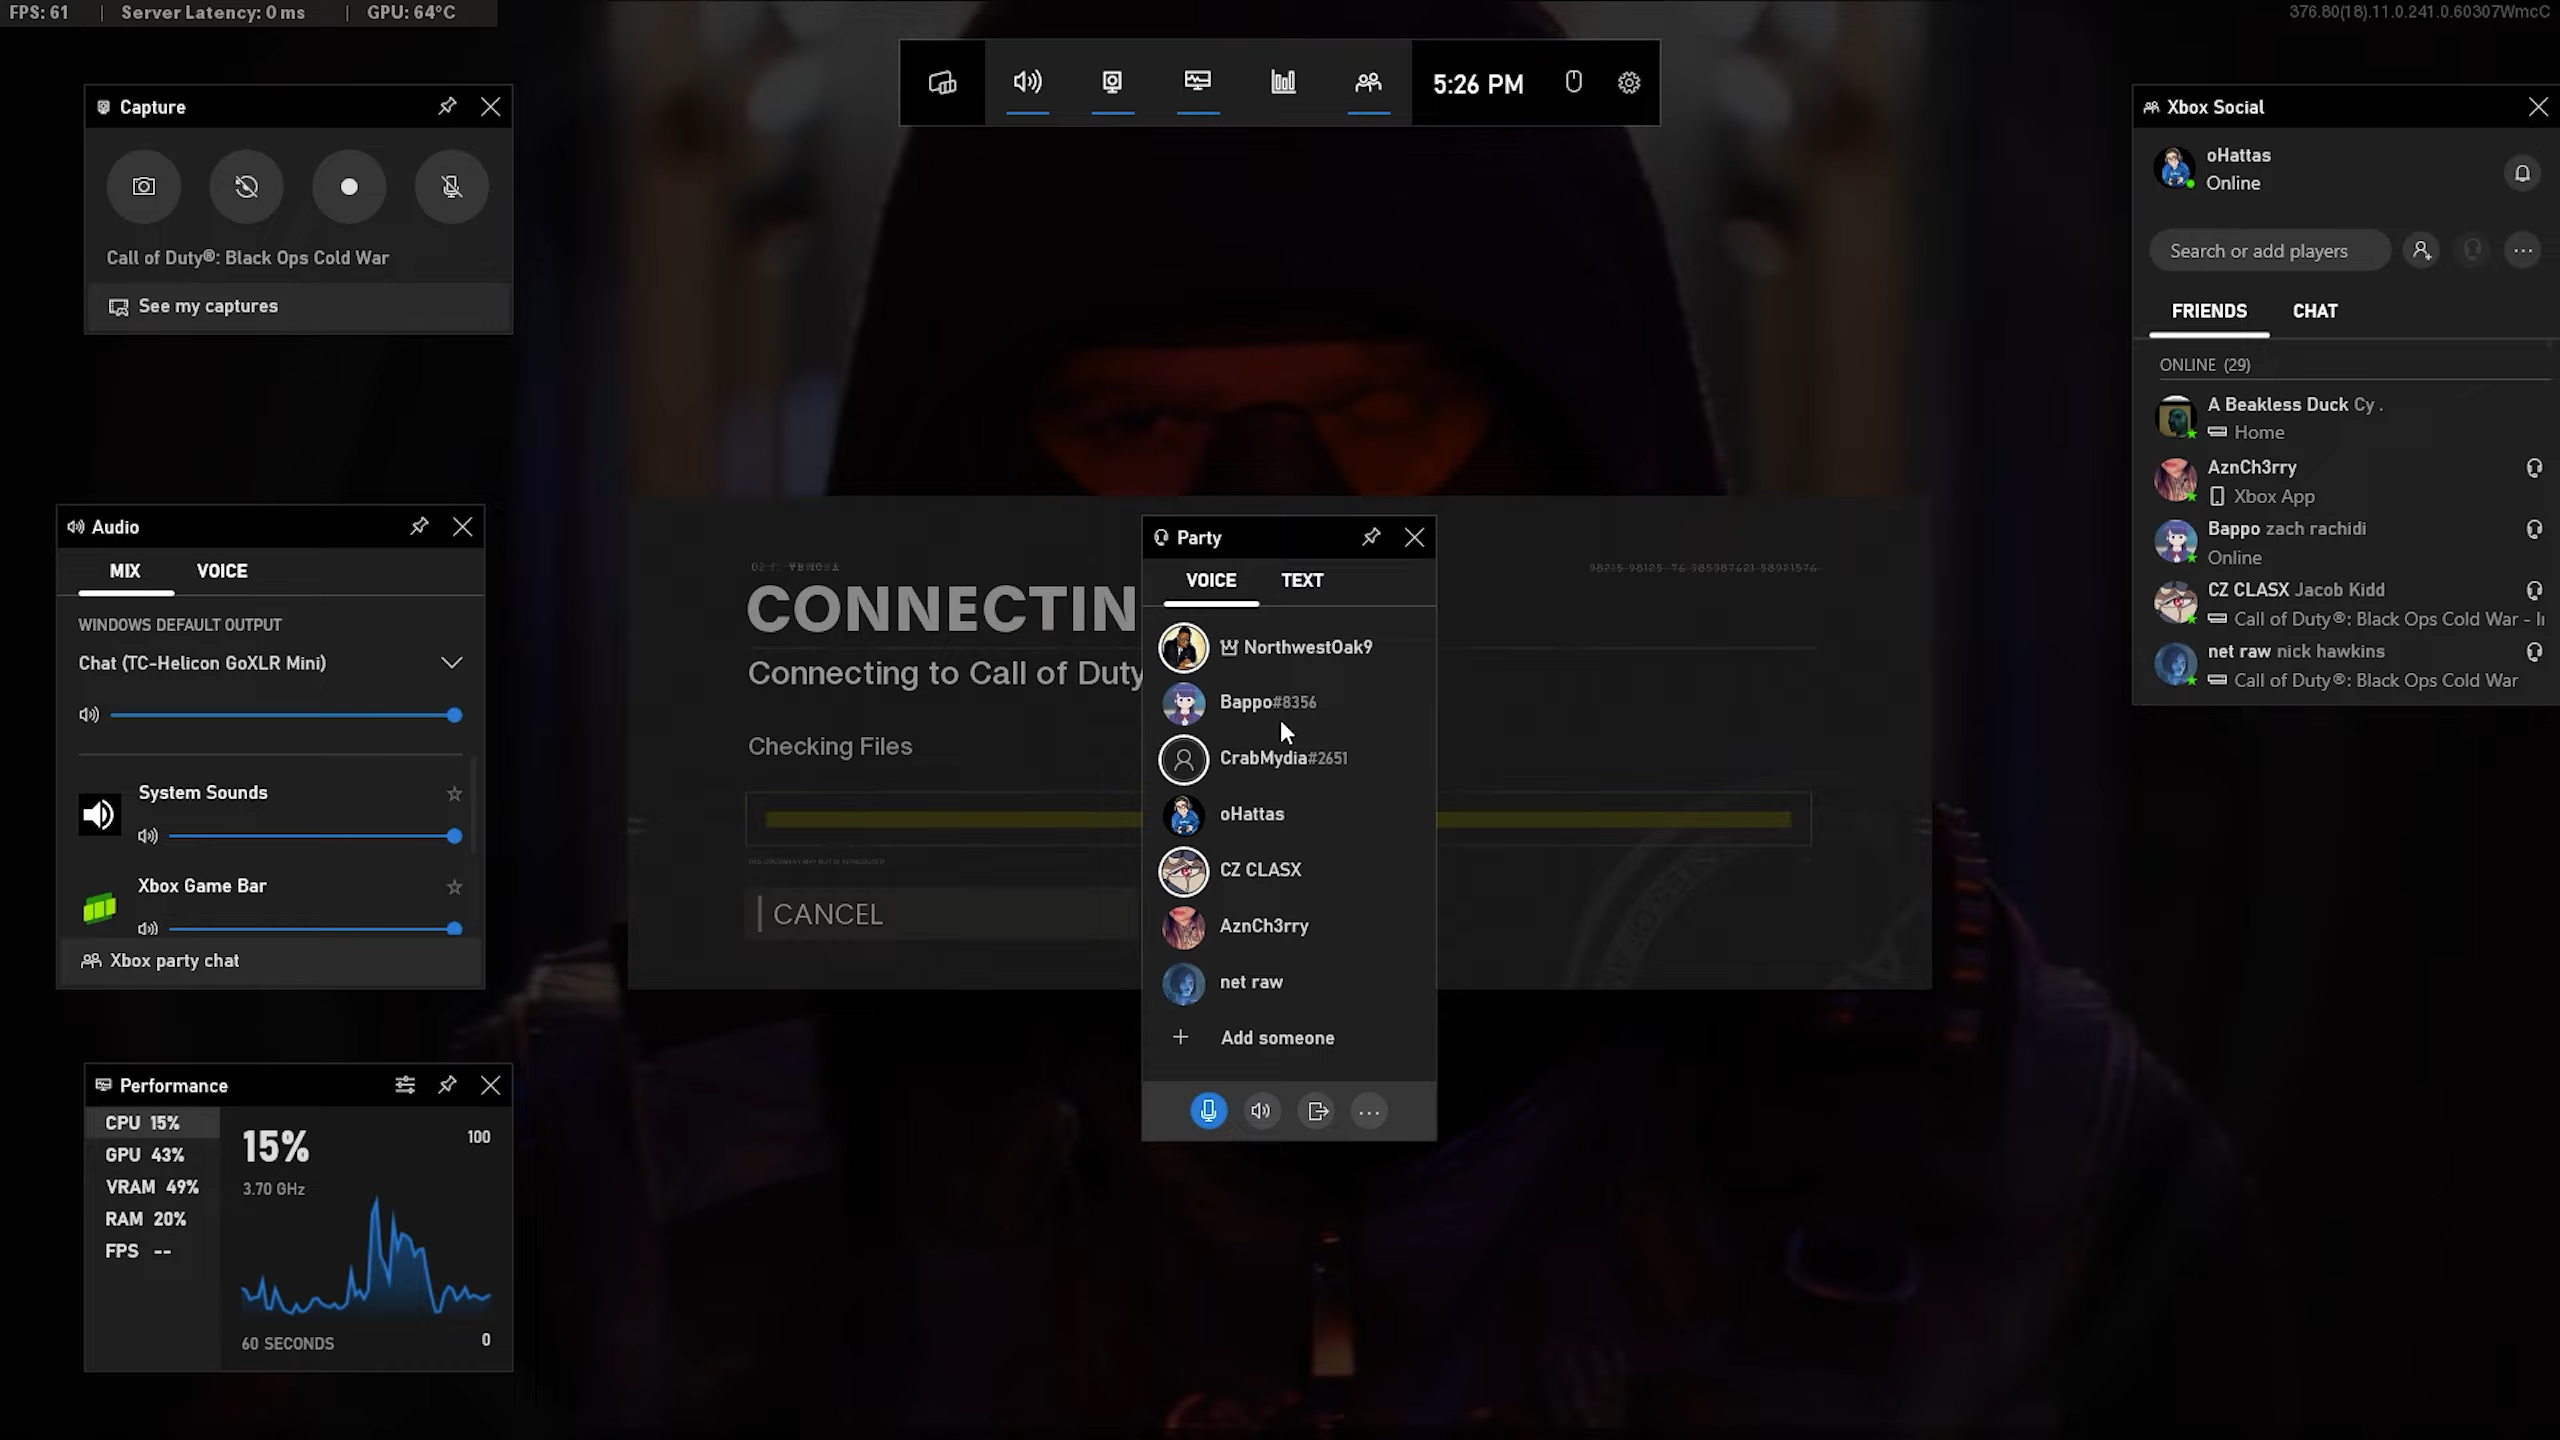 FPS: 61 | Server Latency: 0 ms | GPU: 64°C
376.80(18).11.0.241.0.60307WmcC
5:26 PM
Capture
Call of Duty®: Black Ops Cold War
See my captures
Audio
MIX VOICE
WINDOWS DEFAULT OUTPUT
Chat (TC-Helicon GoXLR Mini)
System Sounds
Xbox Game Bar
Xbox party chat
Performance
CPU 15%
GPU 43%
VRAM 49%
RAM 20%
FPS --
15%
100
3.70 GHz
60 SECONDS
0
CONNECTIN
Connecting to Call of Duty
Checking Files
THIS DOCUMENT MAY NOT BE REPRODUCED
CANCEL
Party
VOICE TEXT
NorthwestOak9
Bappo#8356
CrabMydia#2651
oHattas
CZ CLASX
AznCh3rry
net raw
Add someone
Xbox Social
oHattas
Online
Search or add players
FRIENDS CHAT
ONLINE (29)
A Beakless Duck Cy .
Home
AznCh3rry
Xbox App
Bappo zach rachidi
Online
CZ CLASX Jacob Kidd
Call of Duty®: Black Ops Cold War - I
net raw nick hawkins
Call of Duty®: Black Ops Cold War